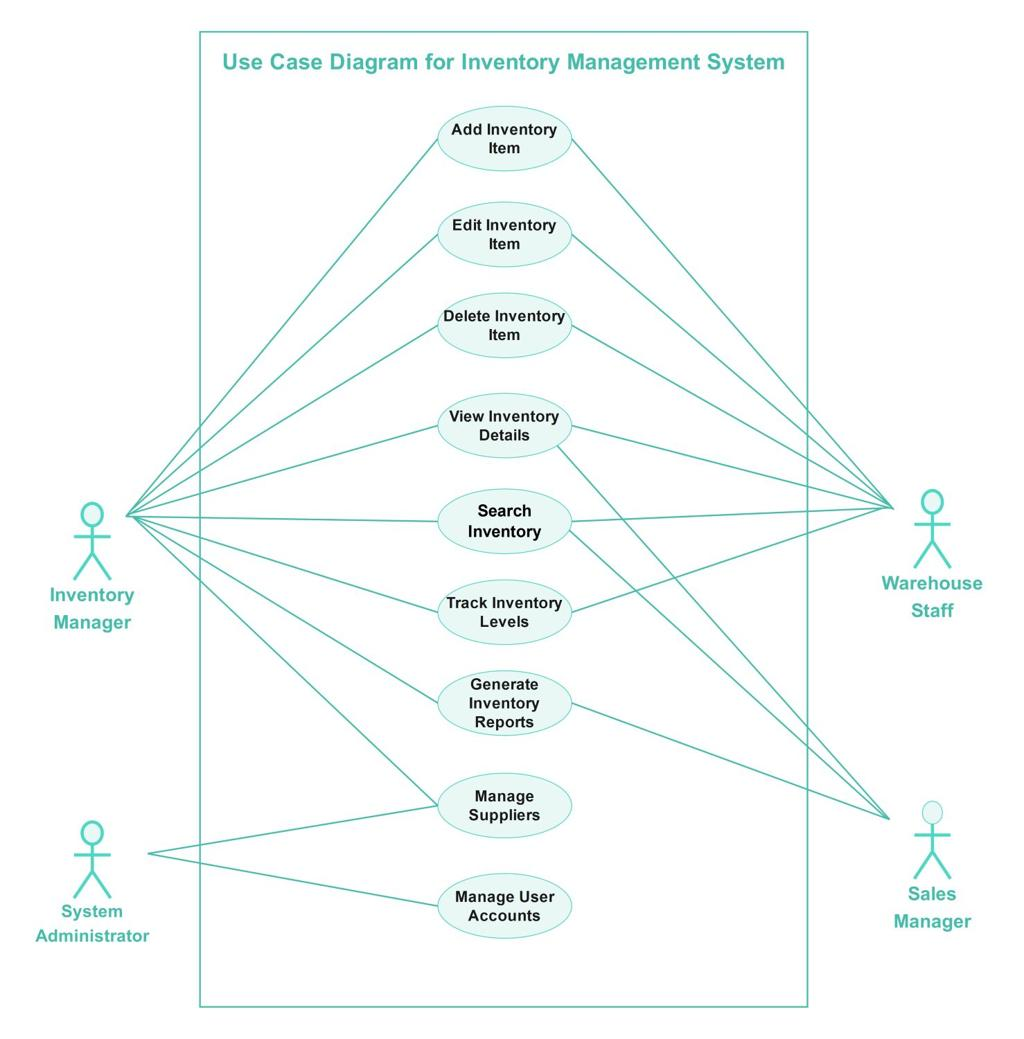 Use Case Diagram for Inventory Management System
Add Inventory
Item
Edit Inventory
Item
Delete Inventory
Item
View Inventory
Details
Search
Inventory
Track Inventory
Levels
Generate
Inventory
Reports
Manage
Suppliers
Manage User
Accounts
Inventory
Manager
System
Administrator
Warehouse
Staff
Sales
Manager